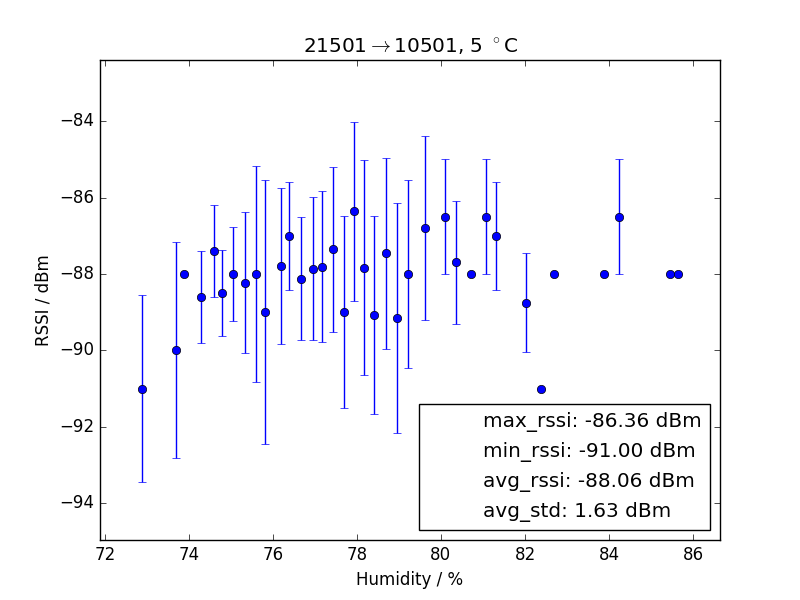 21501→10501, 5 °C
−84
−86
−88
−90
−92
−94
RSSI / dBm
max_rssi: -86.36 dBm
min_rssi: -91.00 dBm
avg_rssi: -88.06 dBm
avg_std: 1.63 dBm
72 74 76 78 80 82 84 86
Humidity / %